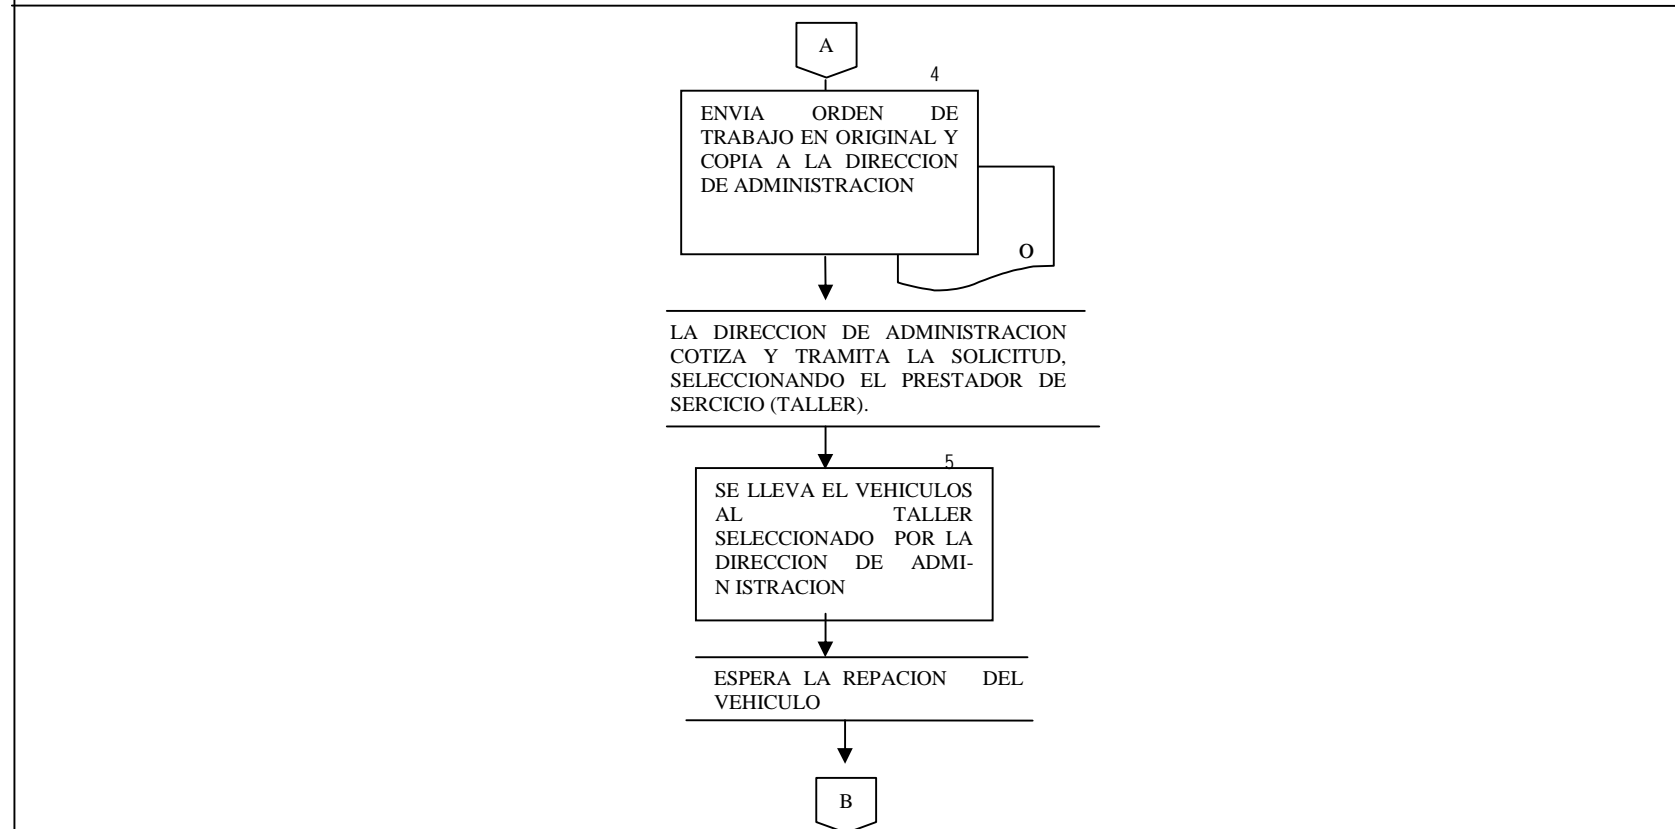 A
4
ENVIA ORDEN DE
TRABAJO EN ORIGINAL Y
COPIA A LA DIRECCION
DE ADMINISTRACION
O
LA DIRECCION DE ADMINISTRACION
COTIZA Y TRAMITA LA SOLICITUD,
SELECCIONANDO EL PRESTADOR DE
SERCICIO (TALLER).
5
SE LLEVA EL VEHICULOS
AL TALLER
SELECCIONADO POR LA
DIRECCION DE ADMI-
N ISTRACION
ESPERA LA REPACION DEL
VEHICULO
B